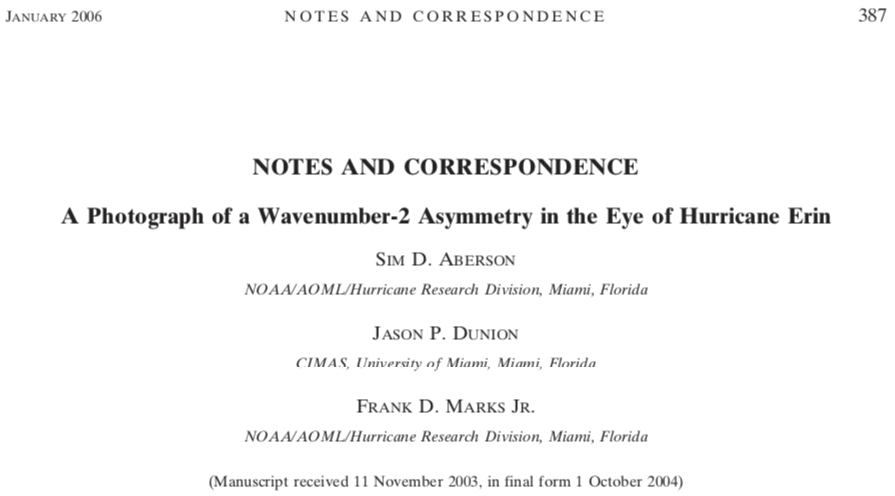 JANUARY 2006 NOTES AND CORRESPONDENCE 387
NOTES AND CORRESPONDENCE
A Photograph of a Wavenumber-2 Asymmetry in the Eye of Hurricane Erin
SIM D. ABERSON
NOAA/AOML/Hurricane Research Division, Miami, Florida
JASON P. DUNION
CIMAS, University of Miami, Miami, Florida
FRANK D. MARKS JR.
NOAA/AOML/Hurricane Research Division, Miami, Florida
(Manuscript received 11 November 2003, in final form 1 October 2004)